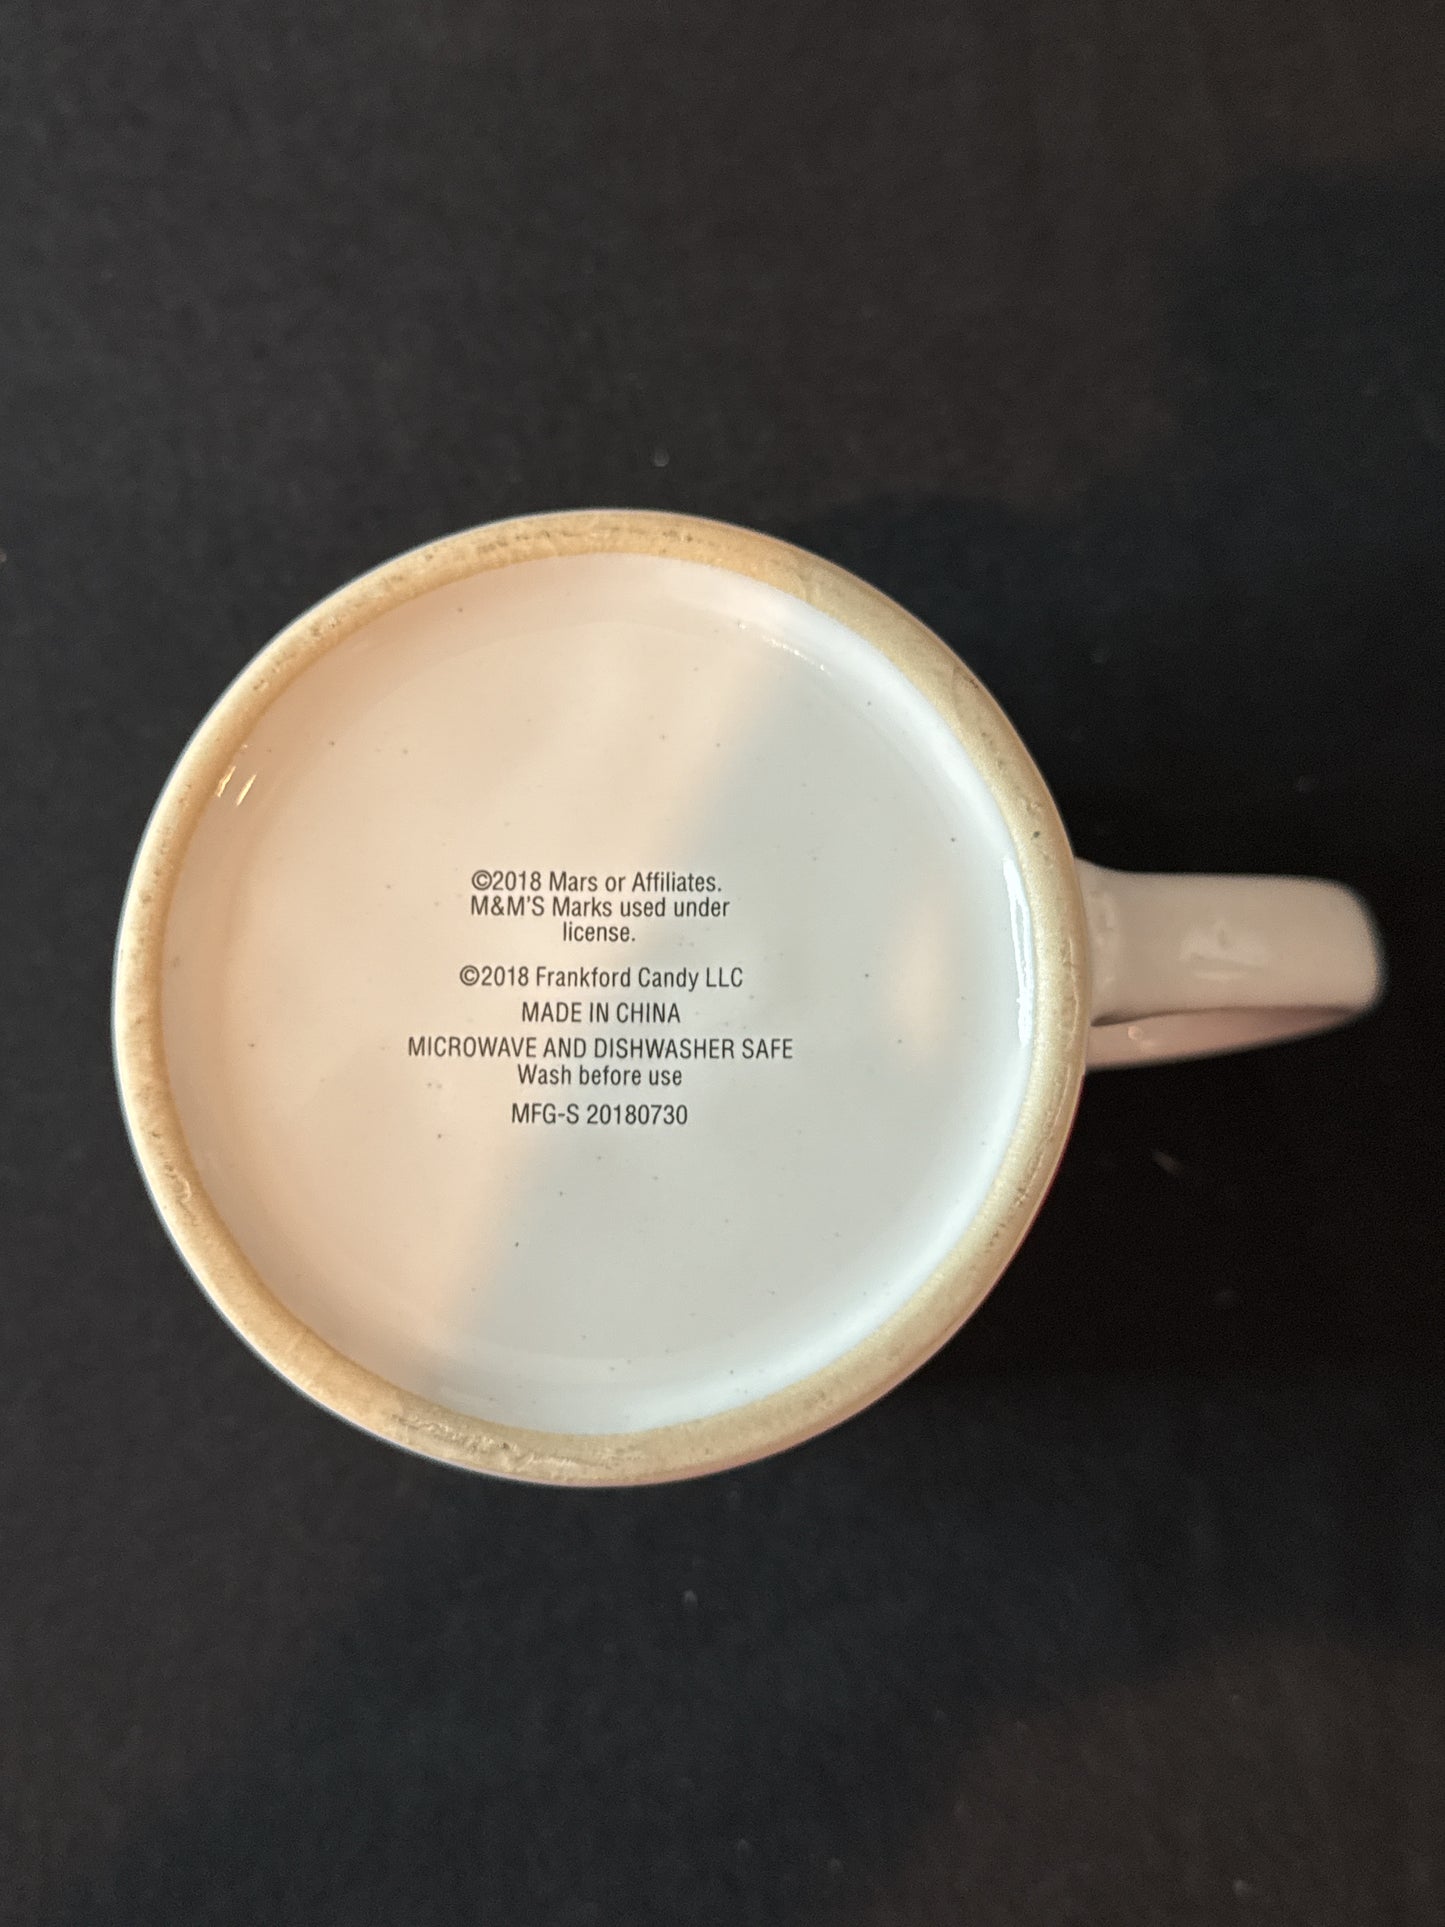 ©2018 Mars or Affiliates.
M&M'S Marks used under
license.
©2018 Frankford Candy LLC
MADE IN CHINA
MICROWAVE AND DISHWASHER SAFE
Wash before use
MFG-S 20180730